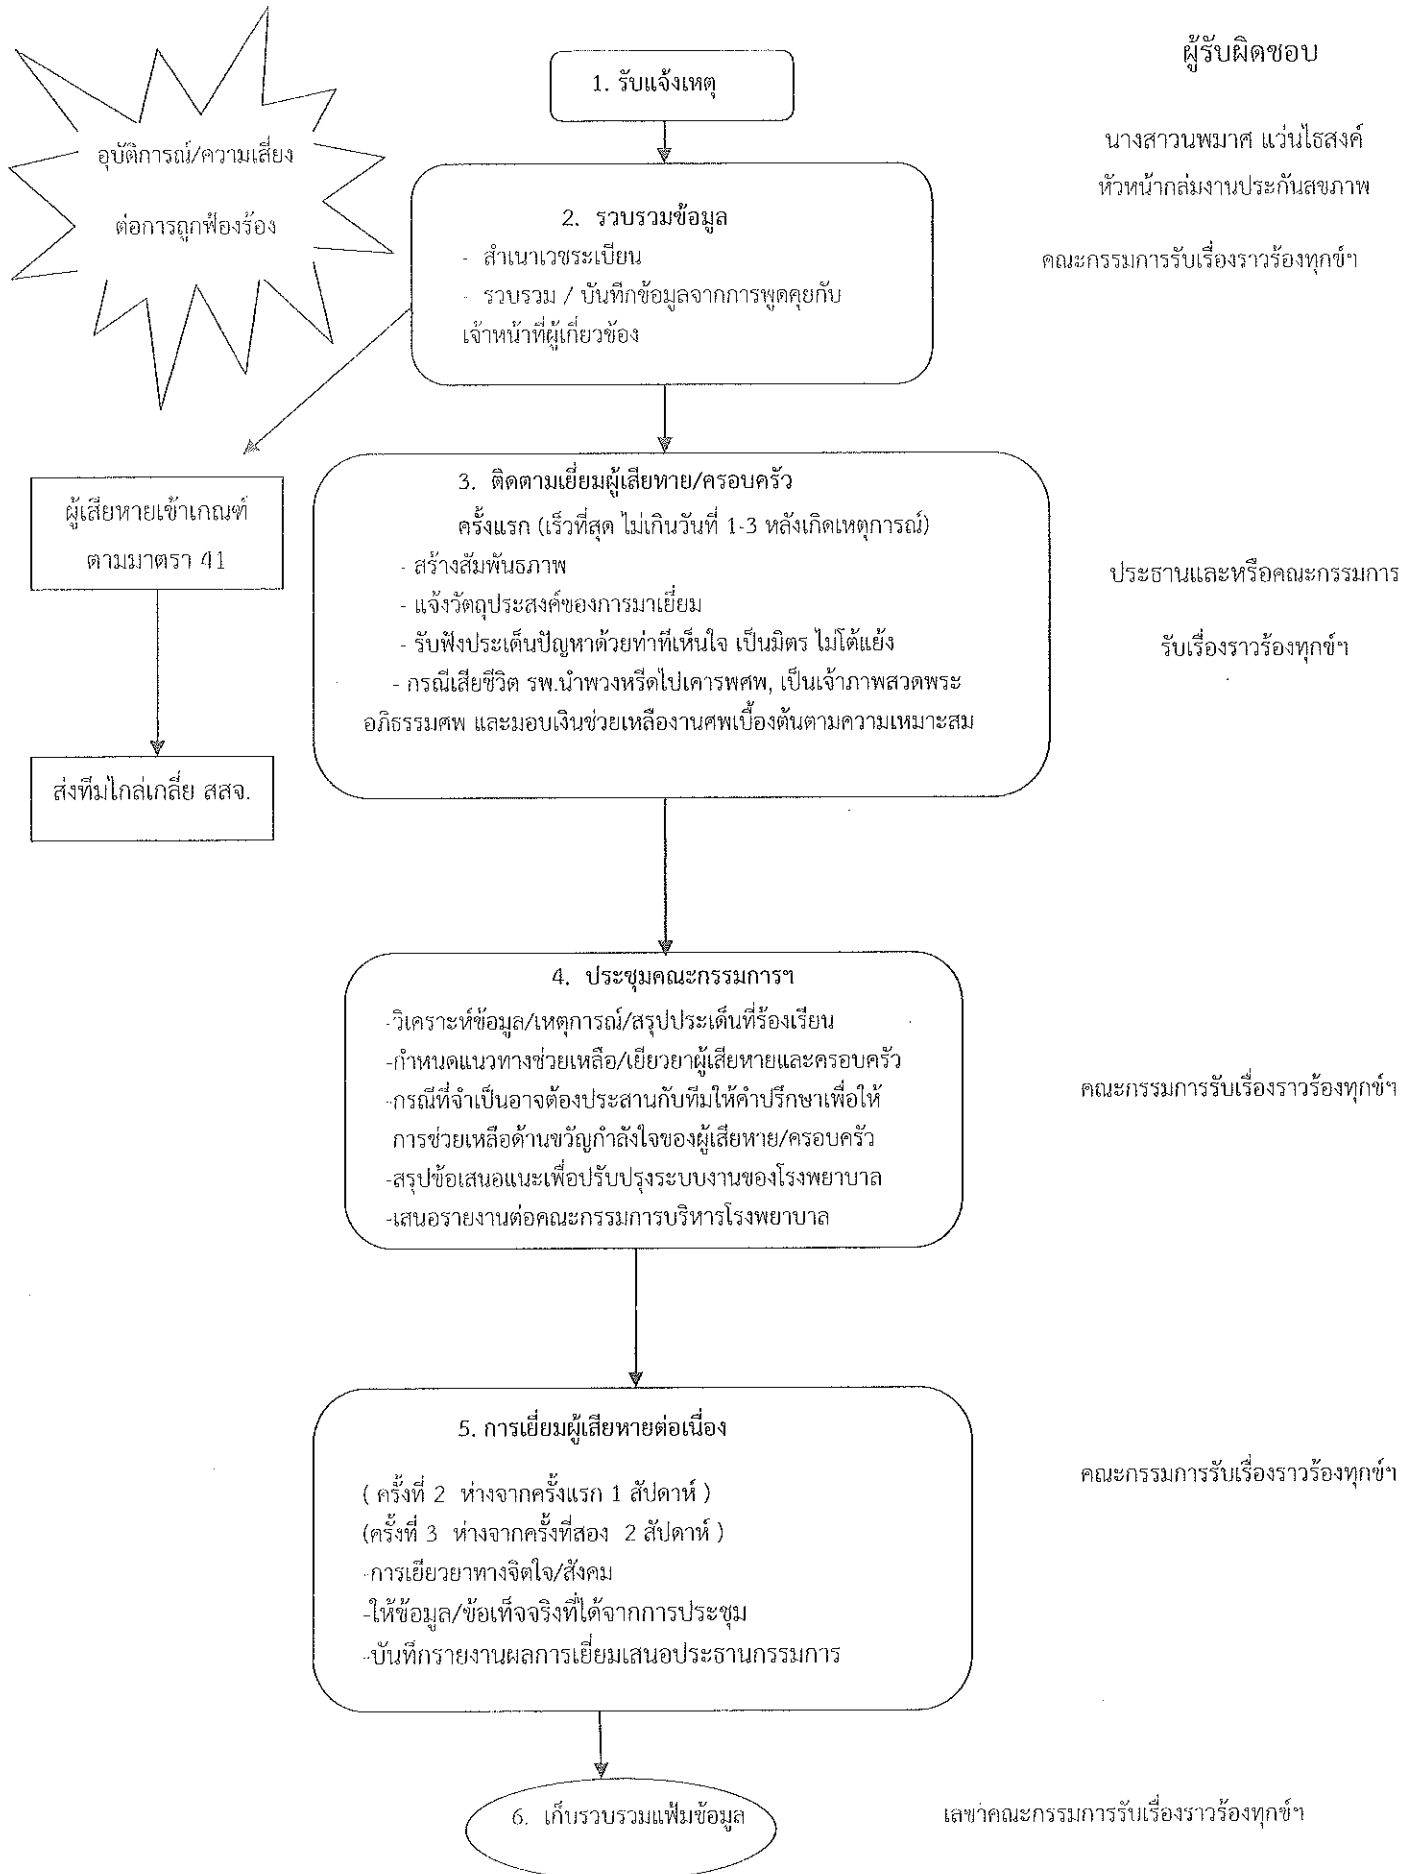 ผู้รับผิดชอบ
1. รับแจ้งเหตุ
อุบัติการณ์/ความเสี่ยง
ต่อการถูกฟ้องร้อง
นางสาวนพมาศ แว่นไธสงค์
หัวหน้ากลุ่มงานประกันสุขภาพ
2. รวบรวมข้อมูล
- สำเนาเวชระเบียน
- รวบรวม / บันทึกข้อมูลจากการพูดคุยกับ
เจ้าหน้าที่ผู้เกี่ยวข้อง
คณะกรรมการรับเรื่องราวร้องทุกข์ฯ
ผู้เสียหายเข้าเกณฑ์
ตามมาตรา 41
ส่งทีมไกล่เกลี่ย สสจ.
3. ติดตามเยี่ยมผู้เสียหาย/ครอบครัว
ครั้งแรก (เร็วที่สุด ไม่เกินวันที่ 1-3 หลังเกิดเหตุการณ์)
- สร้างสัมพันธภาพ
- แจ้งวัตถุประสงค์ของการมาเยี่ยม
- รับฟังประเด็นปัญหาด้วยท่าทีเห็นใจ เป็นมิตร ไม่โต้แย้ง
- กรณีเสียชีวิต รพ.นำพวงหรีดไปเคารพศพ, เป็นเจ้าภาพสวดพระ
อภิธรรมศพ และมอบเงินช่วยเหลืองานศพเบื้องต้นตามความเหมาะสม
ประธานและหรือคณะกรรมการ
รับเรื่องราวร้องทุกข์ฯ
4. ประชุมคณะกรรมการฯ
-วิเคราะห์ข้อมูล/เหตุการณ์/สรุปประเด็นที่ร้องเรียน
-กำหนดแนวทางช่วยเหลือ/เยียวยาผู้เสียหายและครอบครัว
-กรณีที่จำเป็นอาจต้องประสานกับทีมให้คำปรึกษาเพื่อให้
การช่วยเหลือด้านขวัญกำลังใจของผู้เสียหาย/ครอบครัว
-สรุปข้อเสนอแนะเพื่อปรับปรุงระบบงานของโรงพยาบาล
-เสนอรายงานต่อคณะกรรมการบริหารโรงพยาบาล
คณะกรรมการรับเรื่องราวร้องทุกข์ฯ
5. การเยี่ยมผู้เสียหายต่อเนื่อง
( ครั้งที่ 2 ห่างจากครั้งแรก 1 สัปดาห์ )
(ครั้งที่ 3 ห่างจากครั้งที่สอง 2 สัปดาห์ )
-การเยียวยาทางจิตใจ/สังคม
-ให้ข้อมูล/ข้อเท็จจริงที่ได้จากการประชุม
-บันทึกรายงานผลการเยี่ยมเสนอประธานกรรมการ
คณะกรรมการรับเรื่องราวร้องทุกข์ฯ
6. เก็บรวบรวมแฟ้มข้อมูล
เลขาคณะกรรมการรับเรื่องราวร้องทุกข์ฯ